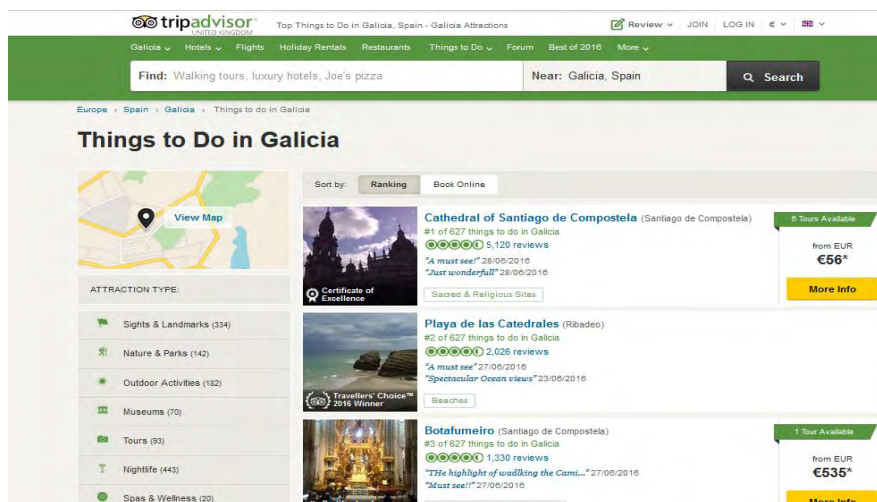 tripadvisor
UNITED KINGDOM
Top Things to Do in Galicia, Spain - Galicia Attractions
Review
JOIN
LOG IN
€
Galicia
Hotels
Flights
Holiday Rentals
Restaurants
Things to Do
Forum
Best of 2016
More
Find: Walking tours, luxury hotels, Joe's pizza
Near: Galicia, Spain
Search
Europe › Spain › Galicia › Things to do in Galicia
Things to Do in Galicia
View Map
Sort by: Ranking Book Online
ATTRACTION TYPE:
Sights & Landmarks (334)
Nature & Parks (142)
Outdoor Activities (182)
Museums (70)
Tours (93)
Nightlife (443)
Spas & Wellness (20)
Certificate of
Excellence
Cathedral of Santiago de Compostela (Santiago de Compostela)
#1 of 627 things to do in Galicia
5,120 reviews
"A must see!" 28/06/2016
"Just wonderfull" 28/06/2016
Sacred & Religious Sites
6 Tours Available
from EUR
€56*
More Info
Travellers' Choice™
2016 Winner
Playa de las Catedrales (Ribadeo)
#2 of 627 things to do in Galicia
2,026 reviews
"A must see" 27/06/2016
"Spectacular Ocean views" 23/06/2016
Beaches
Botafumeiro (Santiago de Compostela)
#3 of 627 things to do in Galicia
1,330 reviews
"THe highlight of wadlking the Cami..." 27/06/2016
"Must see!!" 27/06/2016
1 Tour Available
from EUR
€535*
More Info